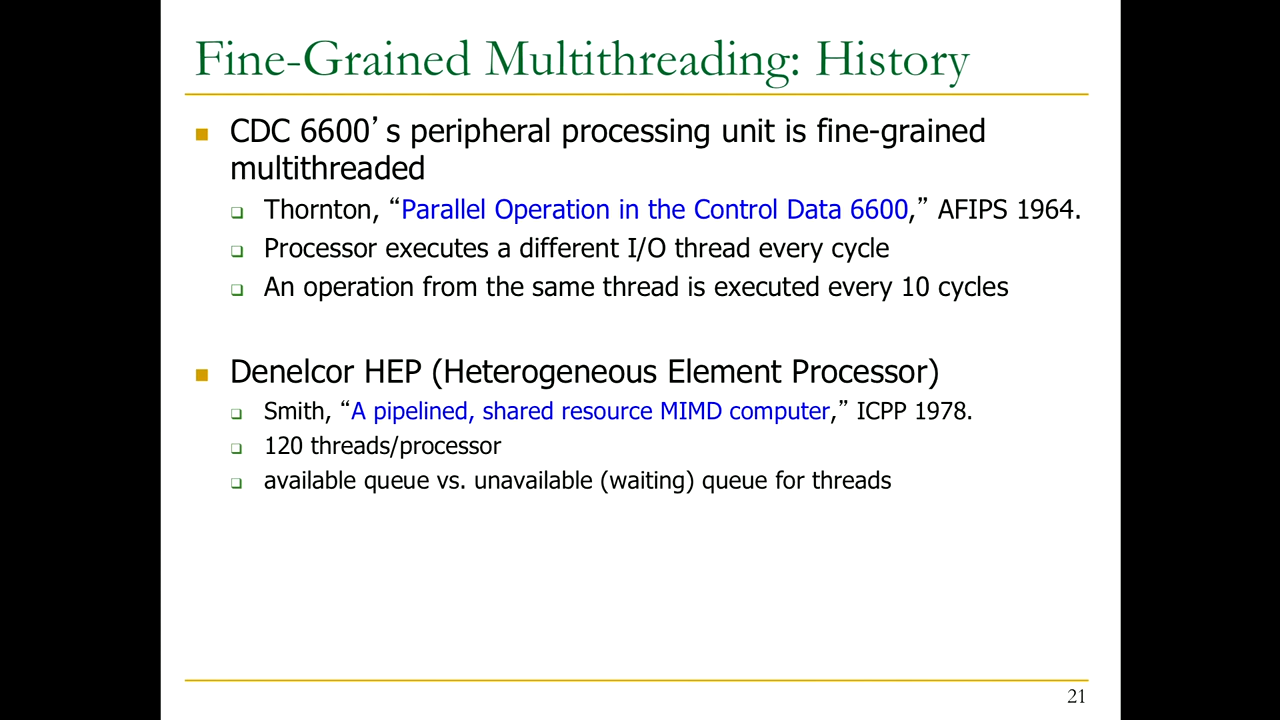 Fine-Grained Multithreading: History
■ CDC 6600’s peripheral processing unit is fine-grained
multithreaded
❑ Thornton, “Parallel Operation in the Control Data 6600,” AFIPS 1964.
❑ Processor executes a different I/O thread every cycle
❑ An operation from the same thread is executed every 10 cycles
■ Denelcor HEP (Heterogeneous Element Processor)
❑ Smith, “A pipelined, shared resource MIMD computer,” ICPP 1978.
❑ 120 threads/processor
❑ available queue vs. unavailable (waiting) queue for threads
21